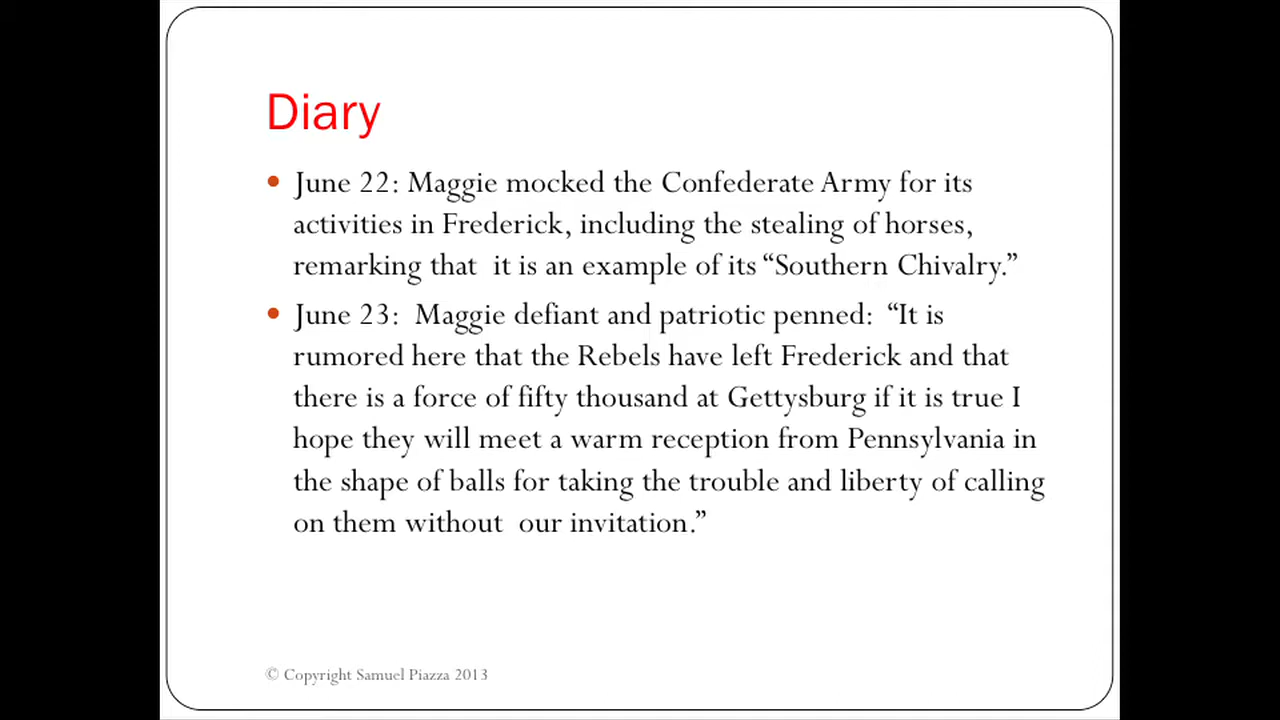 Diary
• June 22: Maggie mocked the Confederate Army for its
activities in Frederick, including the stealing of horses,
remarking that  it is an example of its “Southern Chivalry.”
• June 23:  Maggie defiant and patriotic penned:  “It is
rumored here that the Rebels have left Frederick and that
there is a force of fifty thousand at Gettysburg if it is true I
hope they will meet a warm reception from Pennsylvania in
the shape of balls for taking the trouble and liberty of calling
on them without  our invitation.”
© Copyright Samuel Piazza 2013